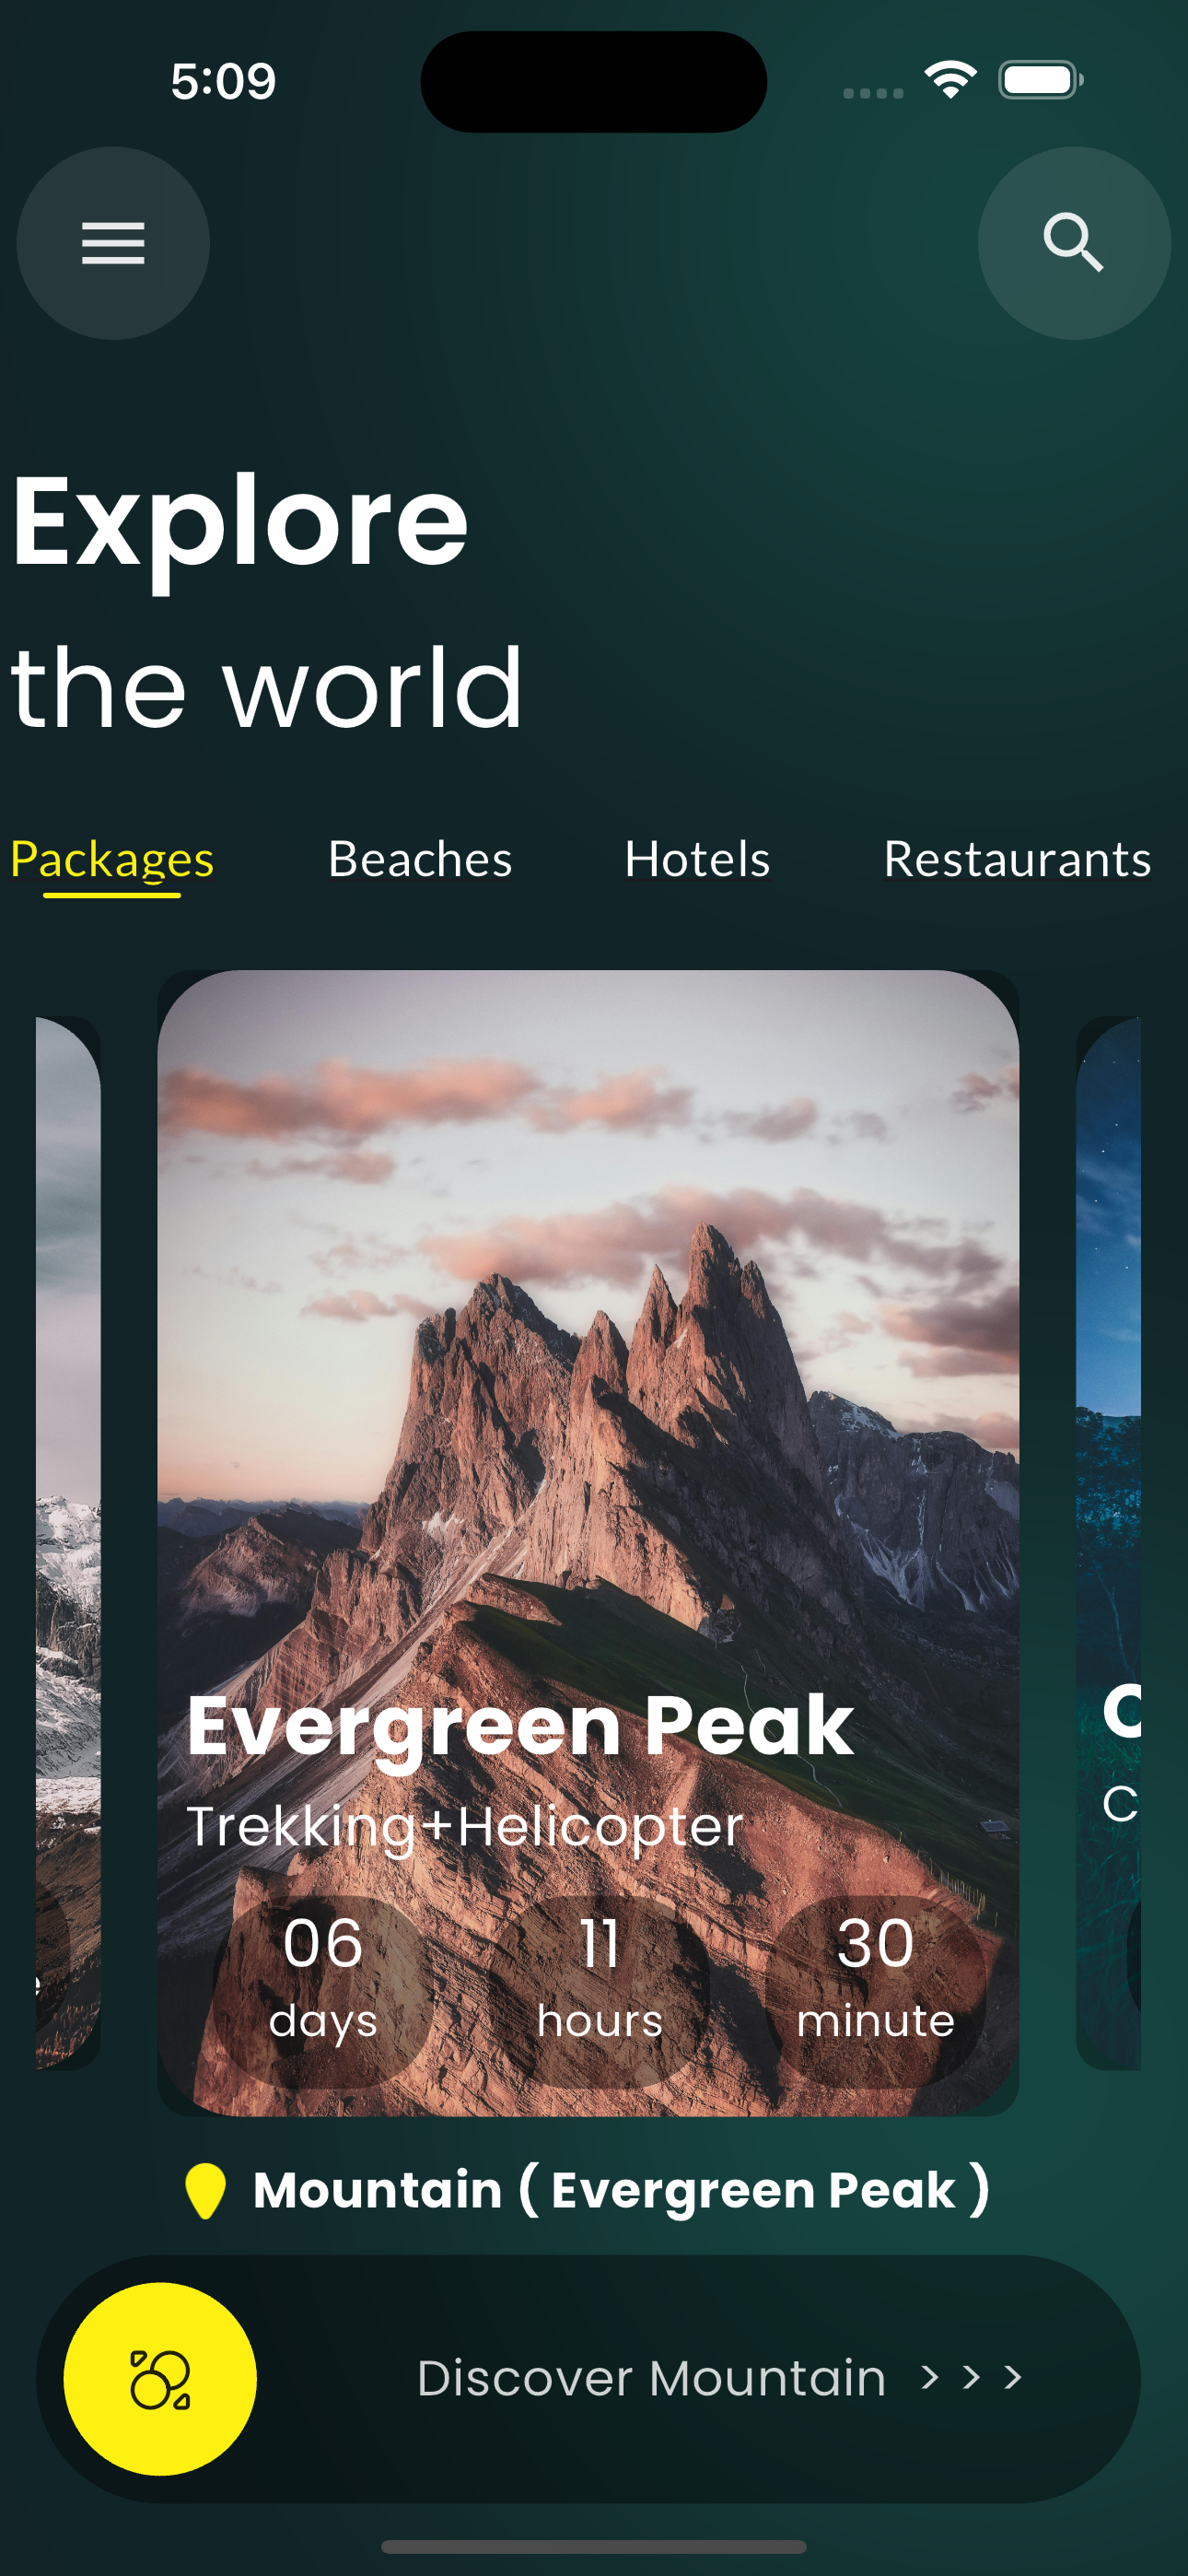 5:09
Explore
the world
Packages Beaches Hotels Restaurants
Evergreen Peak
Trekking+Helicopter
06 11 30
days hours minute
Mountain ( Evergreen Peak )
Discover Mountain > > >